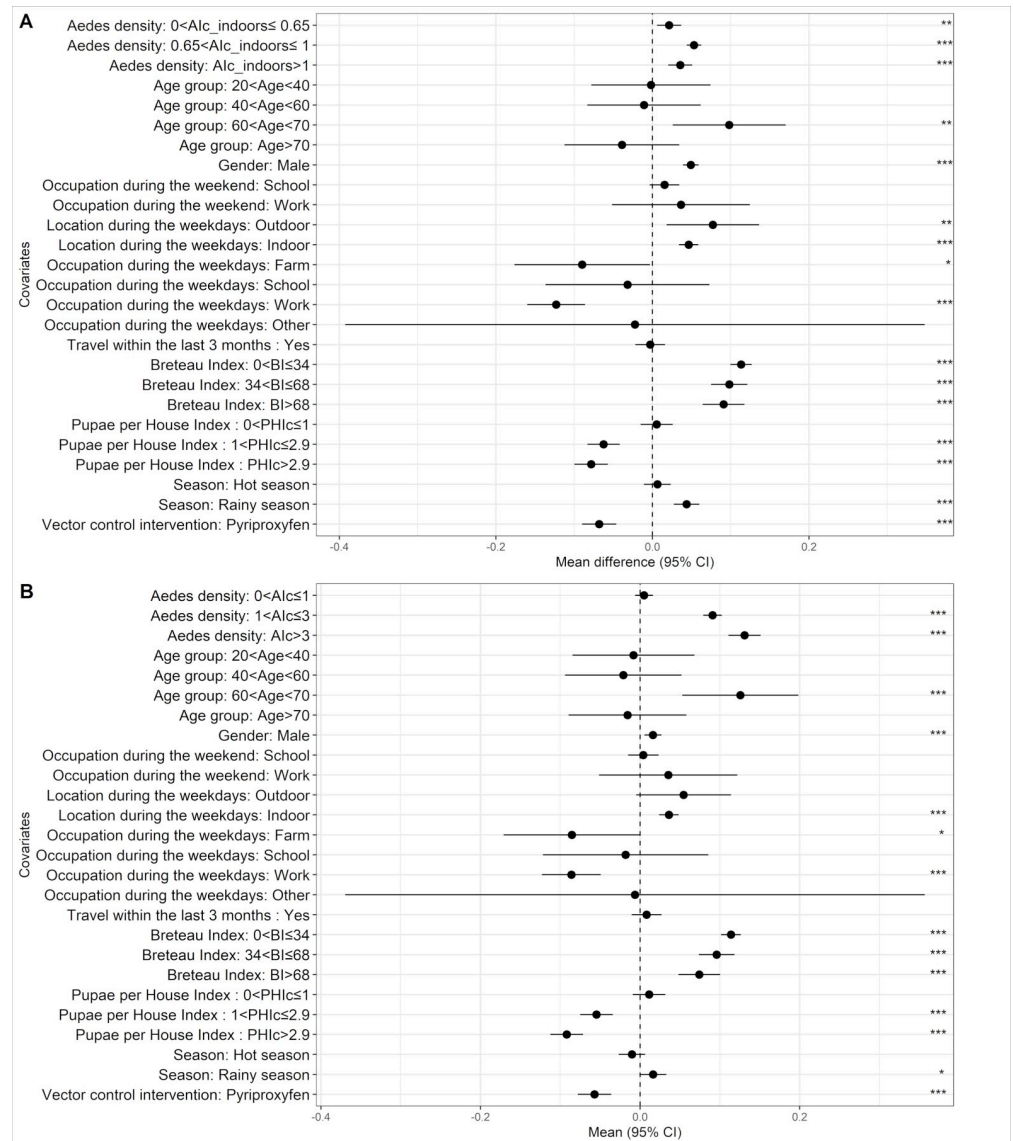 A
Aedes density: 0<AIc_indoors≤ 0.65 **
Aedes density: 0.65<AIc_indoors≤ 1 ***
Aedes density: AIc_indoors>1 ***
Age group: 20<Age<40
Age group: 40<Age<60
Age group: 60<Age<70 **
Age group: Age>70
Gender: Male ***
Occupation during the weekend: School
Occupation during the weekend: Work
Location during the weekdays: Outdoor **
Location during the weekdays: Indoor ***
Occupation during the weekdays: Farm *
Occupation during the weekdays: School
Occupation during the weekdays: Work ***
Occupation during the weekdays: Other
Travel within the last 3 months : Yes
Breteau Index: 0<BI≤34 ***
Breteau Index: 34<BI≤68 ***
Breteau Index: BI>68 ***
Pupae per House Index : 0<PHIc≤1
Pupae per House Index : 1<PHIc≤2.9 ***
Pupae per House Index : PHIc>2.9 ***
Season: Hot season
Season: Rainy season ***
Vector control intervention: Pyriproxyfen ***
Covariates
-0.4 -0.2 0.0 0.2
Mean difference (95% CI)
B
Aedes density: 0<AIc≤1
Aedes density: 1<AIc≤3 ***
Aedes density: AIc>3 ***
Age group: 20<Age<40
Age group: 40<Age<60
Age group: 60<Age<70 ***
Age group: Age>70
Gender: Male ***
Occupation during the weekend: School
Occupation during the weekend: Work
Location during the weekdays: Outdoor
Location during the weekdays: Indoor ***
Occupation during the weekdays: Farm *
Occupation during the weekdays: School
Occupation during the weekdays: Work ***
Occupation during the weekdays: Other
Travel within the last 3 months : Yes
Breteau Index: 0<BI≤34 ***
Breteau Index: 34<BI≤68 ***
Breteau Index: BI>68 ***
Pupae per House Index : 0<PHIc≤1
Pupae per House Index : 1<PHIc≤2.9 ***
Pupae per House Index : PHIc>2.9 ***
Season: Hot season
Season: Rainy season *
Vector control intervention: Pyriproxyfen ***
Covariates
-0.4 -0.2 0.0 0.2
Mean (95% CI)